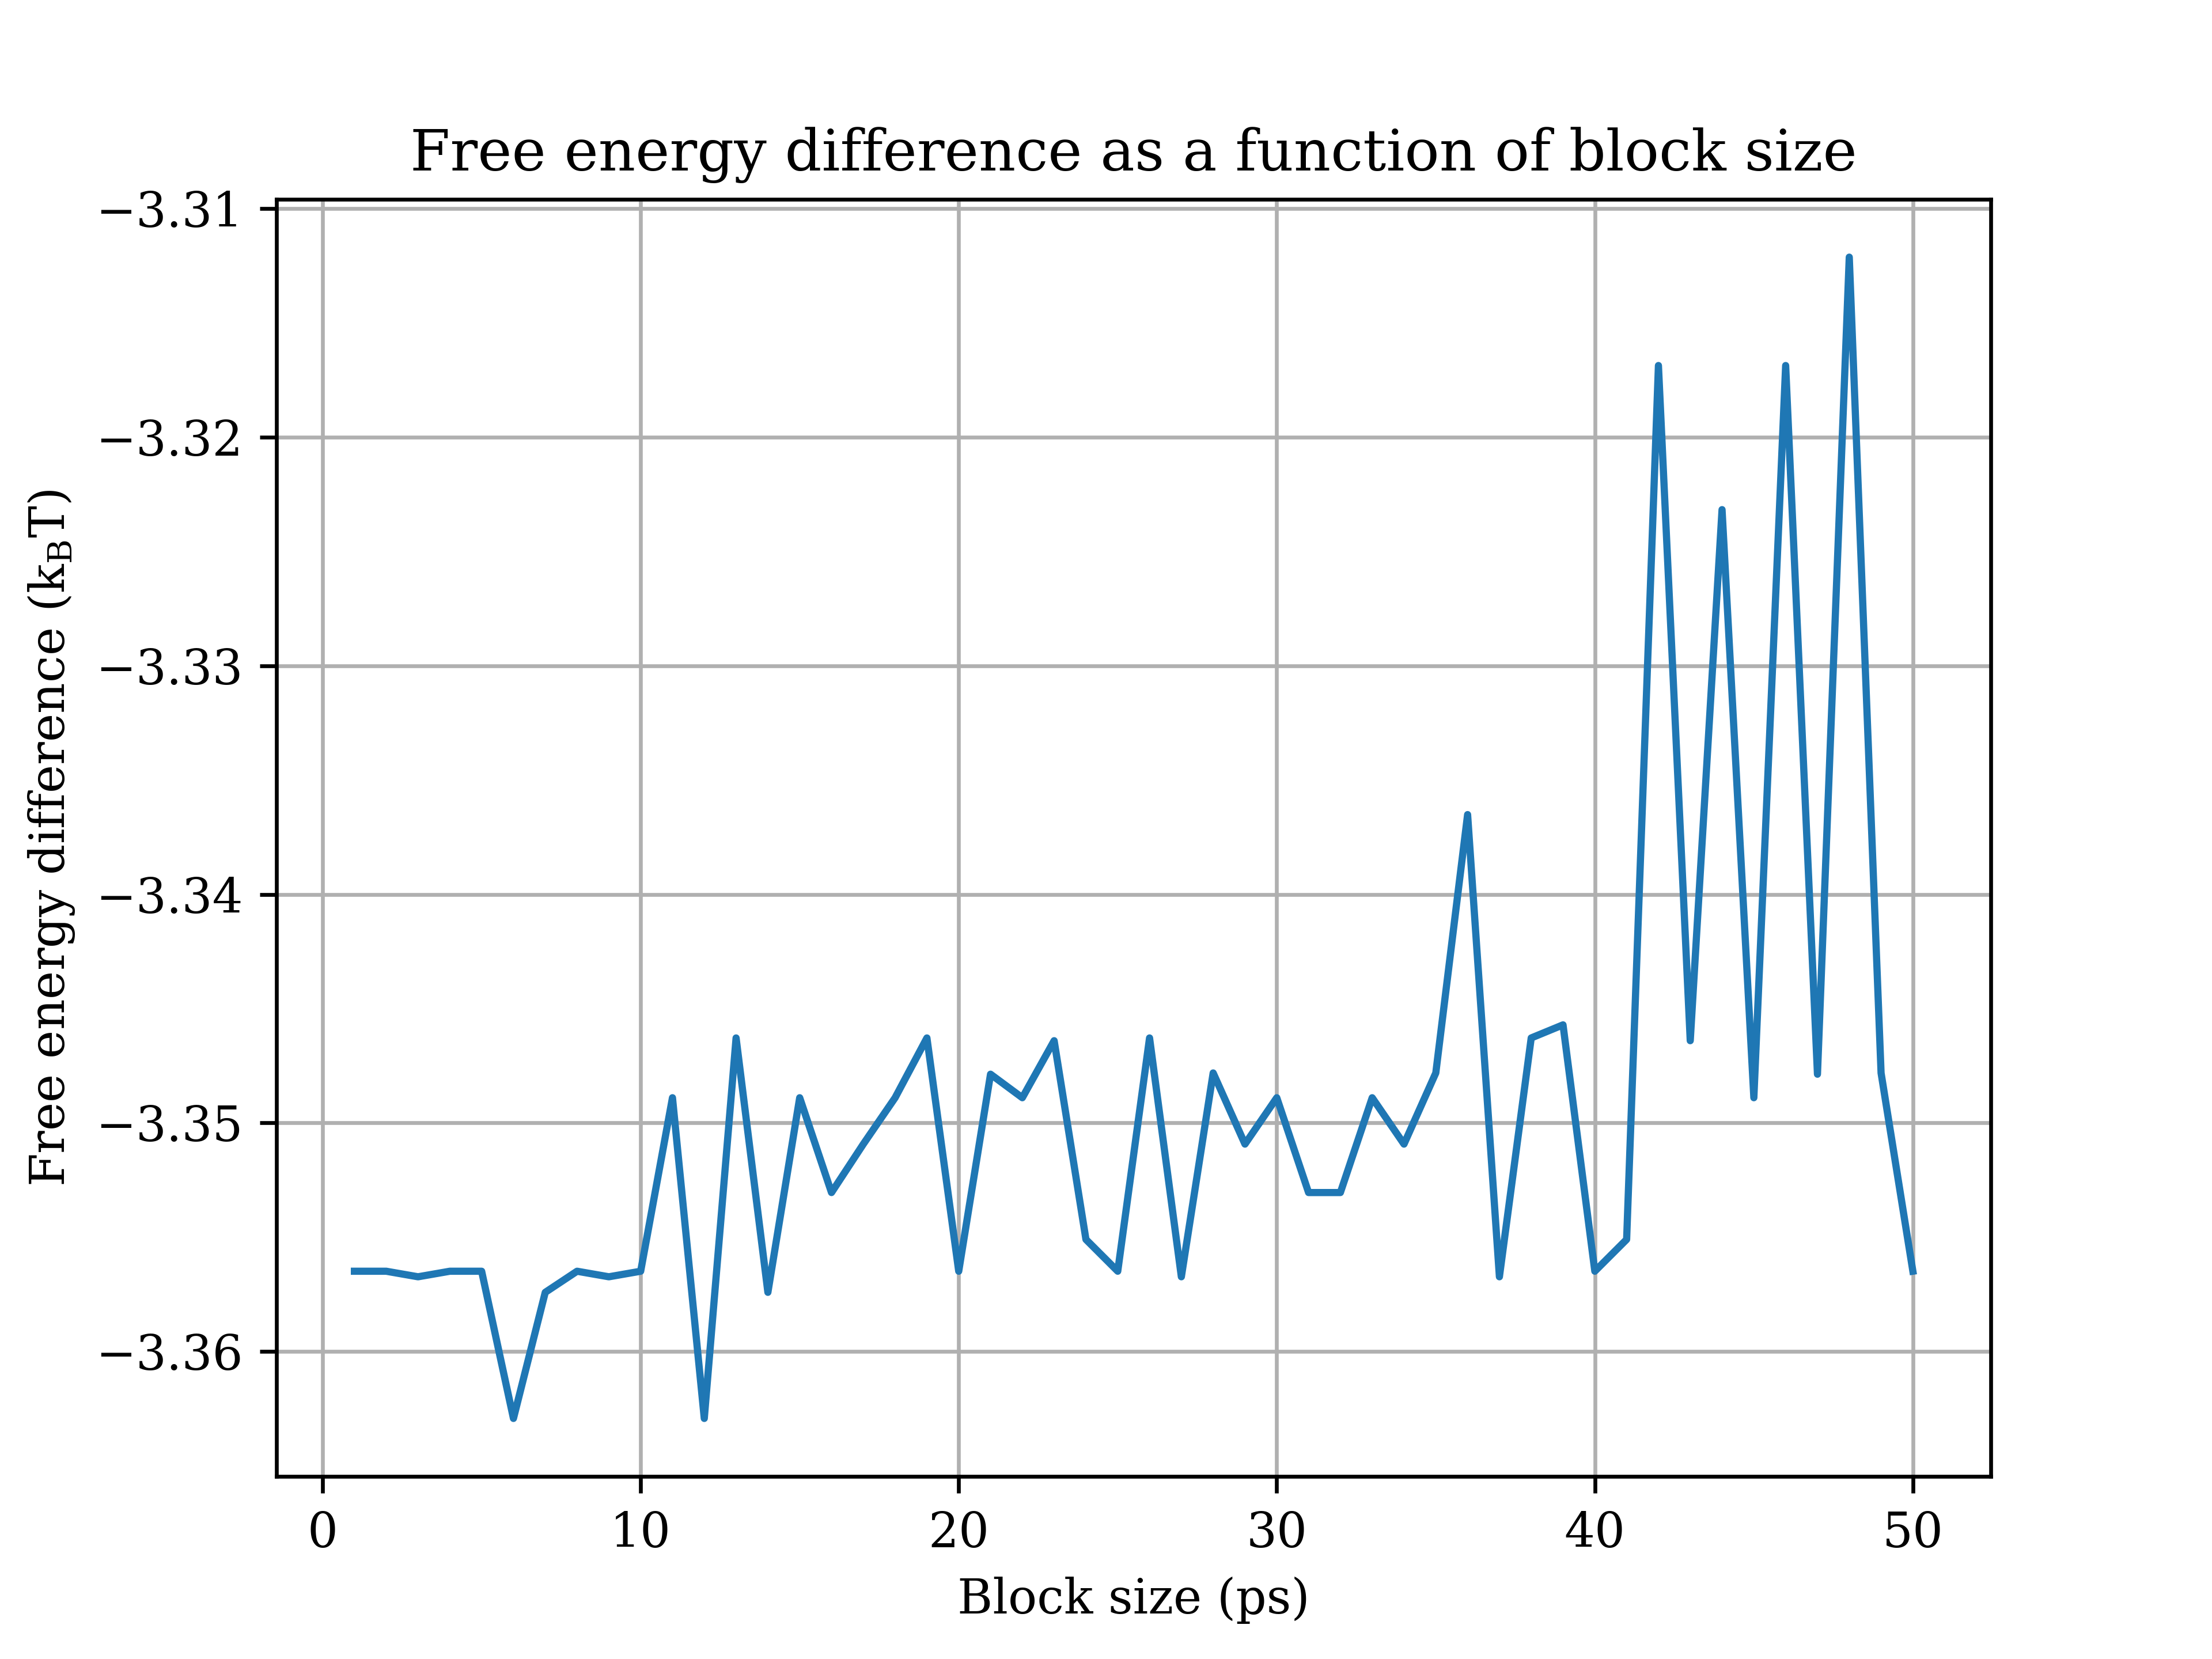 Free energy difference as a function of block size
Free energy difference (k_BT)
−3.31
−3.32
−3.33
−3.34
−3.35
−3.36
0 10 20 30 40 50
Block size (ps)